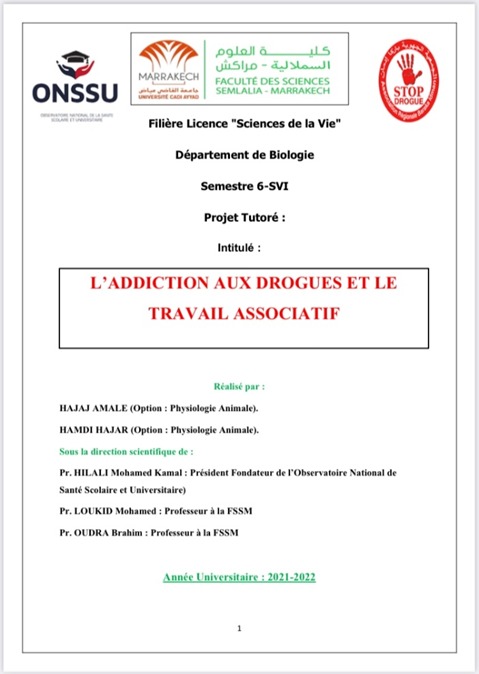 ONSSU
OBSERVATOIRE NATIONAL DE LA SANTE
SCOLAIRE ET UNIVERSITAIRE
MARRAKECH
جامعة القاضي عياض
UNIVERSITÉ CADI AYYAD
كليـة العلوم
السملالية - مراكش
FACULTÉ DES SCIENCES
SEMLALIA - MARRAKECH
STOP
DROGUE
Filière Licence "Sciences de la Vie"
Département de Biologie
Semestre 6-SVI
Projet Tutoré :
Intitulé :
L’ADDICTION AUX DROGUES ET LE
TRAVAIL ASSOCIATIF
Réalisé par :
HAJAJ AMALE (Option : Physiologie Animale).
HAMDI HAJAR (Option : Physiologie Animale).
Sous la direction scientifique de :
Pr. HILALI Mohamed Kamal : Président Fondateur de l’Observatoire National de
Santé Scolaire et Universitaire)
Pr. LOUKID Mohamed : Professeur à la FSSM
Pr. OUDRA Brahim : Professeur à la FSSM
Année Universitaire : 2021-2022
1